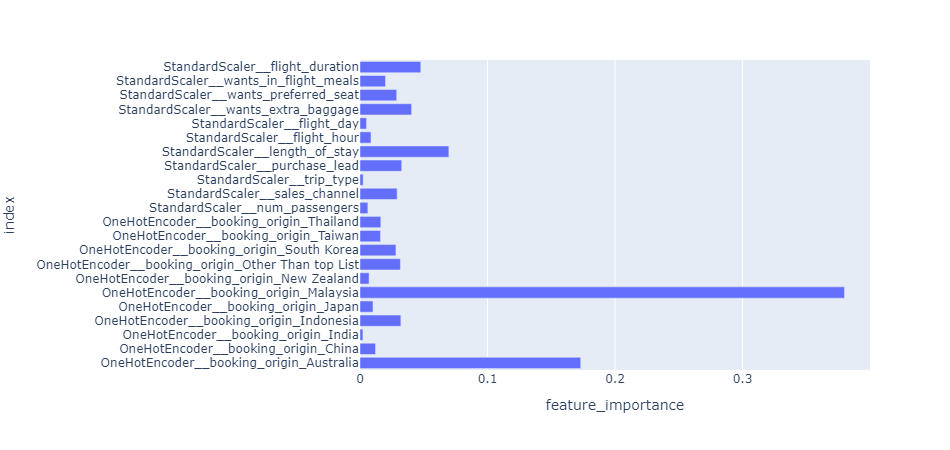 StandardScaler__flight_duration
StandardScaler__wants_in_flight_meals
StandardScaler__wants_preferred_seat
StandardScaler__wants_extra_baggage
StandardScaler__flight_day
StandardScaler__flight_hour
StandardScaler__length_of_stay
StandardScaler__purchase_lead
StandardScaler__trip_type
StandardScaler__sales_channel
StandardScaler__num_passengers
OneHotEncoder__booking_origin_Thailand
OneHotEncoder__booking_origin_Taiwan
OneHotEncoder__booking_origin_South Korea
OneHotEncoder__booking_origin_Other Than top List
OneHotEncoder__booking_origin_New Zealand
OneHotEncoder__booking_origin_Malaysia
OneHotEncoder__booking_origin_Japan
OneHotEncoder__booking_origin_Indonesia
OneHotEncoder__booking_origin_India
OneHotEncoder__booking_origin_China
OneHotEncoder__booking_origin_Australia
index
0 0.1 0.2 0.3
feature_importance